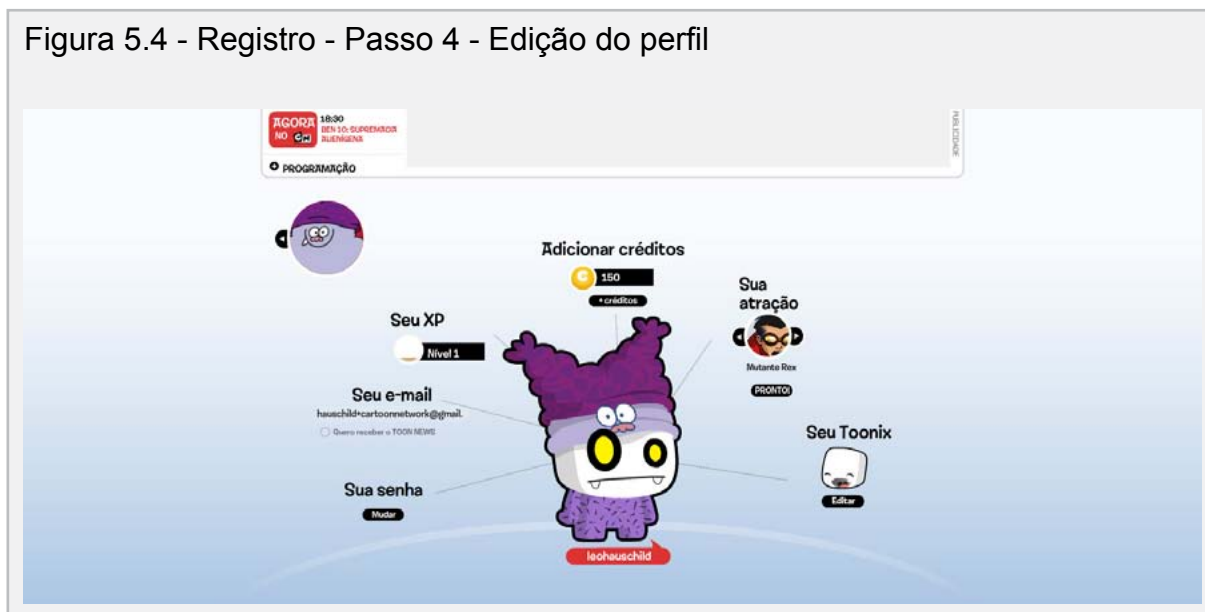 Figura 5.4 - Registro - Passo 4 - Edição do perfil
AGORA
NO CN
18:30
BEN 10: SUPREMACIA
ALIENÍGENA
PROGRAMAÇÃO
PUBLICIDADE
Adicionar créditos
150
+ créditos
Sua
atração
Mutante Rex
PRONTO!
Seu XP
Nível 1
Seu e-mail
hauschild+cartoonnetwork@gmail.
Quero receber o TOON NEWS
Seu Toonix
Editar
Sua senha
Mudar
leohauschild